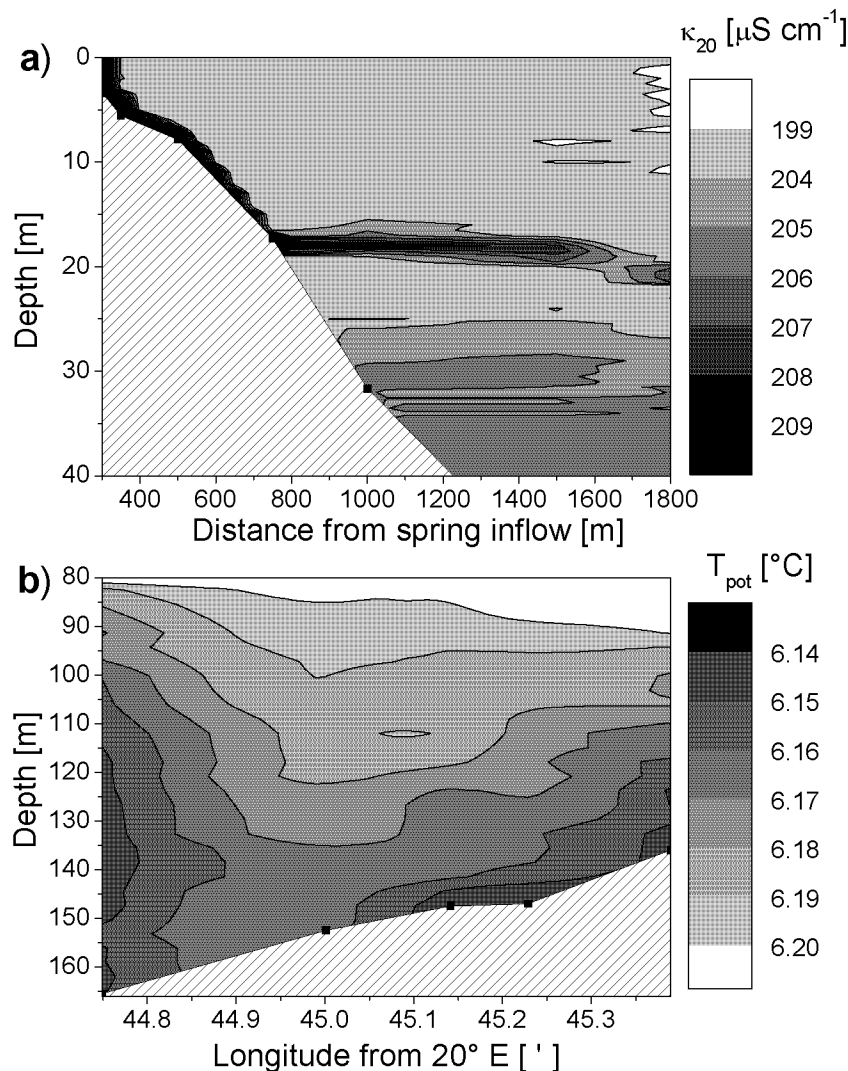 a)
κ20 [μS cm-1]
0
10
20
30
40
Depth [m]
400 600 800 1000 1200 1400 1600 1800
Distance from spring inflow [m]
199
204
205
206
207
208
209
b)
Tpot [°C]
80
90
100
110
120
130
140
150
160
Depth [m]
44.8 44.9 45.0 45.1 45.2 45.3
Longitude from 20° E [ ' ]
6.14
6.15
6.16
6.17
6.18
6.19
6.20